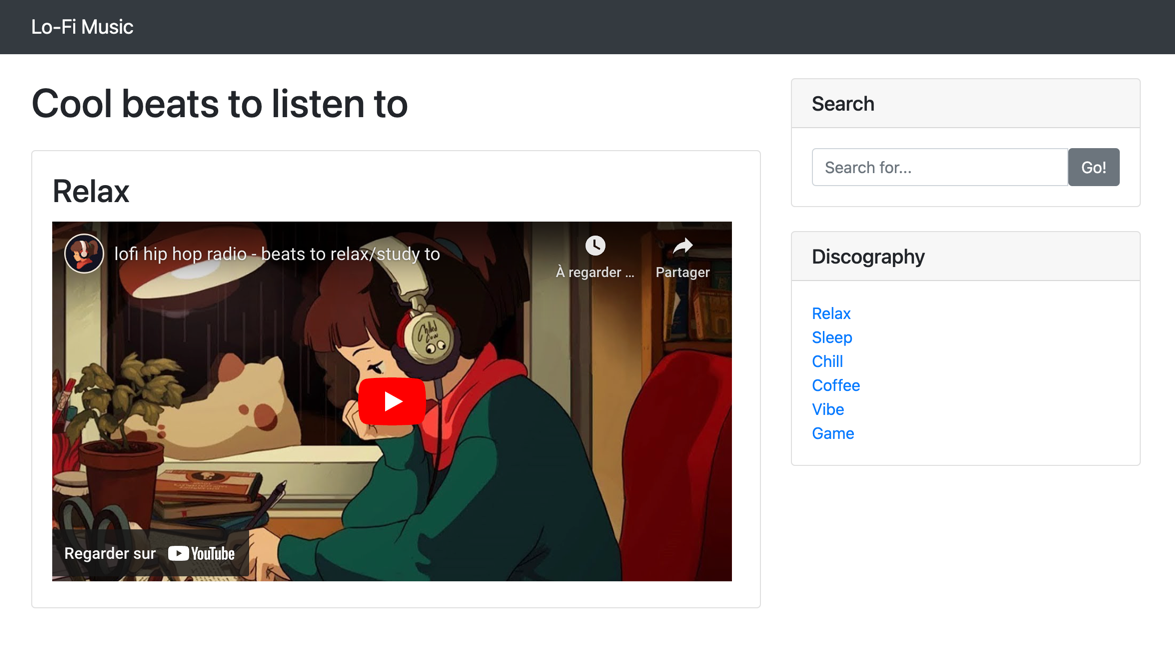 Lo-Fi Music
Cool beats to listen to
Relax
lofi hip hop radio - beats to relax/study to
À regarder ...
Partager
Regarder sur YouTube
Search
Search for...
Go!
Discography
Relax
Sleep
Chill
Coffee
Vibe
Game